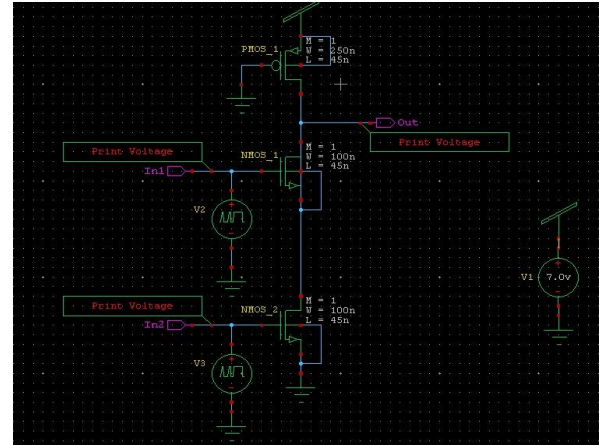 M = 1
PMOS_1
W = 250n
L = 45n
Out
Print Voltage
M = 1
NMOS_1
W = 100n
L = 45n
Print Voltage
In1
V2
V1
7.0v
M = 1
NMOS_2
W = 100n
L = 45n
Print Voltage
In2
V3